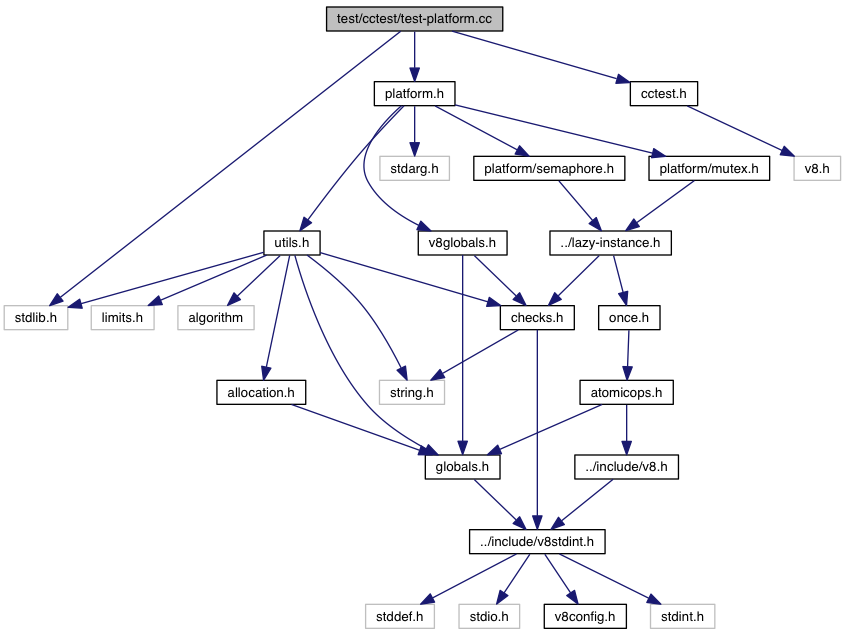 test/cctest/test-platform.cc
platform.h
cctest.h
stdarg.h
platform/semaphore.h
platform/mutex.h
v8.h
utils.h
v8globals.h
../lazy-instance.h
stdlib.h
limits.h
algorithm
checks.h
once.h
allocation.h
string.h
atomicops.h
globals.h
../include/v8.h
../include/v8stdint.h
stddef.h
stdio.h
v8config.h
stdint.h